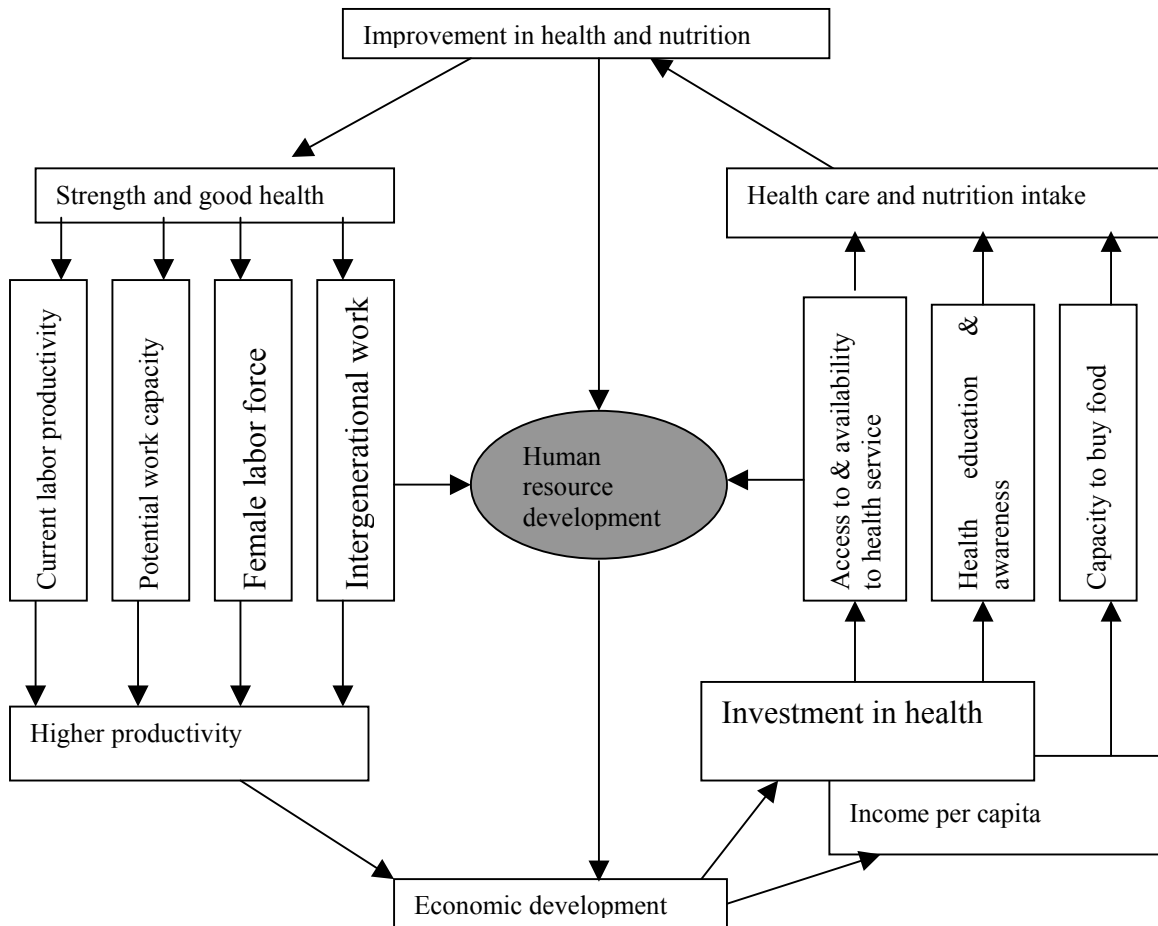 Improvement in health and nutrition
Strength and good health
Health care and nutrition intake
Current labor productivity
Potential work capacity
Female labor force
Intergenerational work
Human
resource
development
Access to & availability
to health service
Health education &
awareness
Capacity to buy food
Higher productivity
Investment in health
Income per capita
Economic development